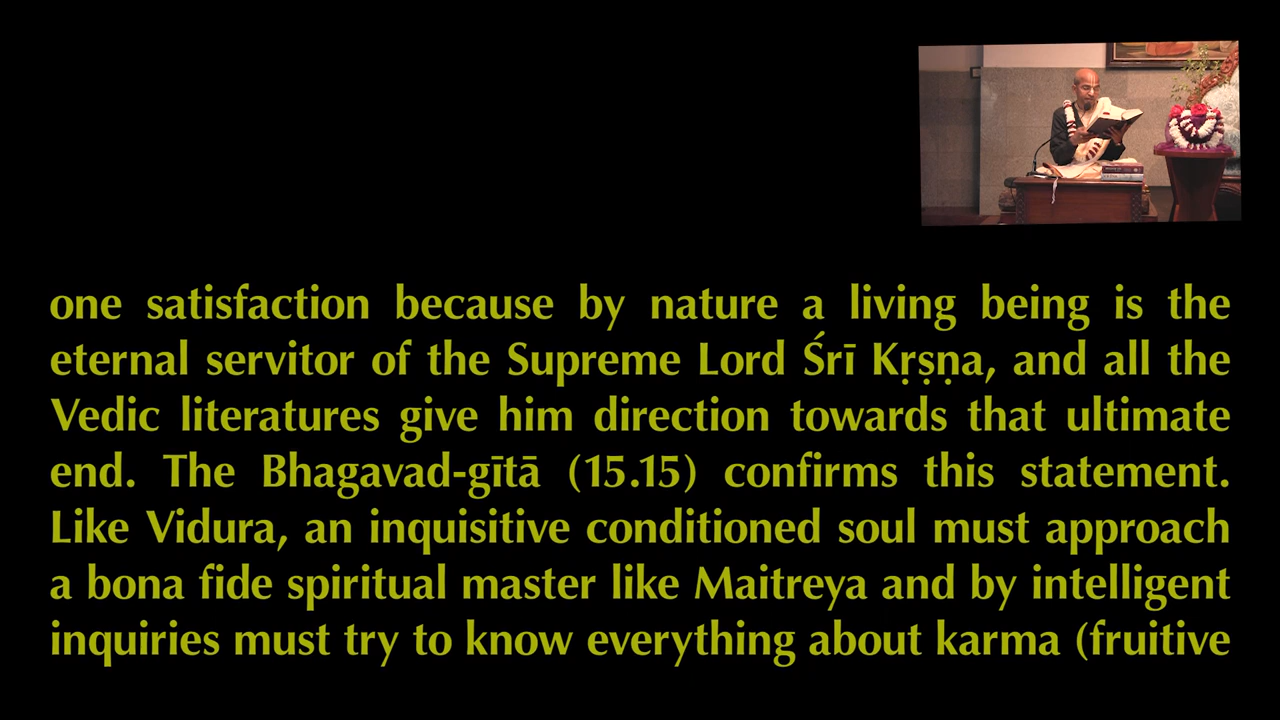 one satisfaction because by nature a living being is the
eternal servitor of the Supreme Lord Śrī Kṛṣṇa, and all the
Vedic literatures give him direction towards that ultimate
end. The Bhagavad-gītā (15.15) confirms this statement.
Like Vidura, an inquisitive conditioned soul must approach
a bona fide spiritual master like Maitreya and by intelligent
inquiries must try to know everything about karma (fruitive